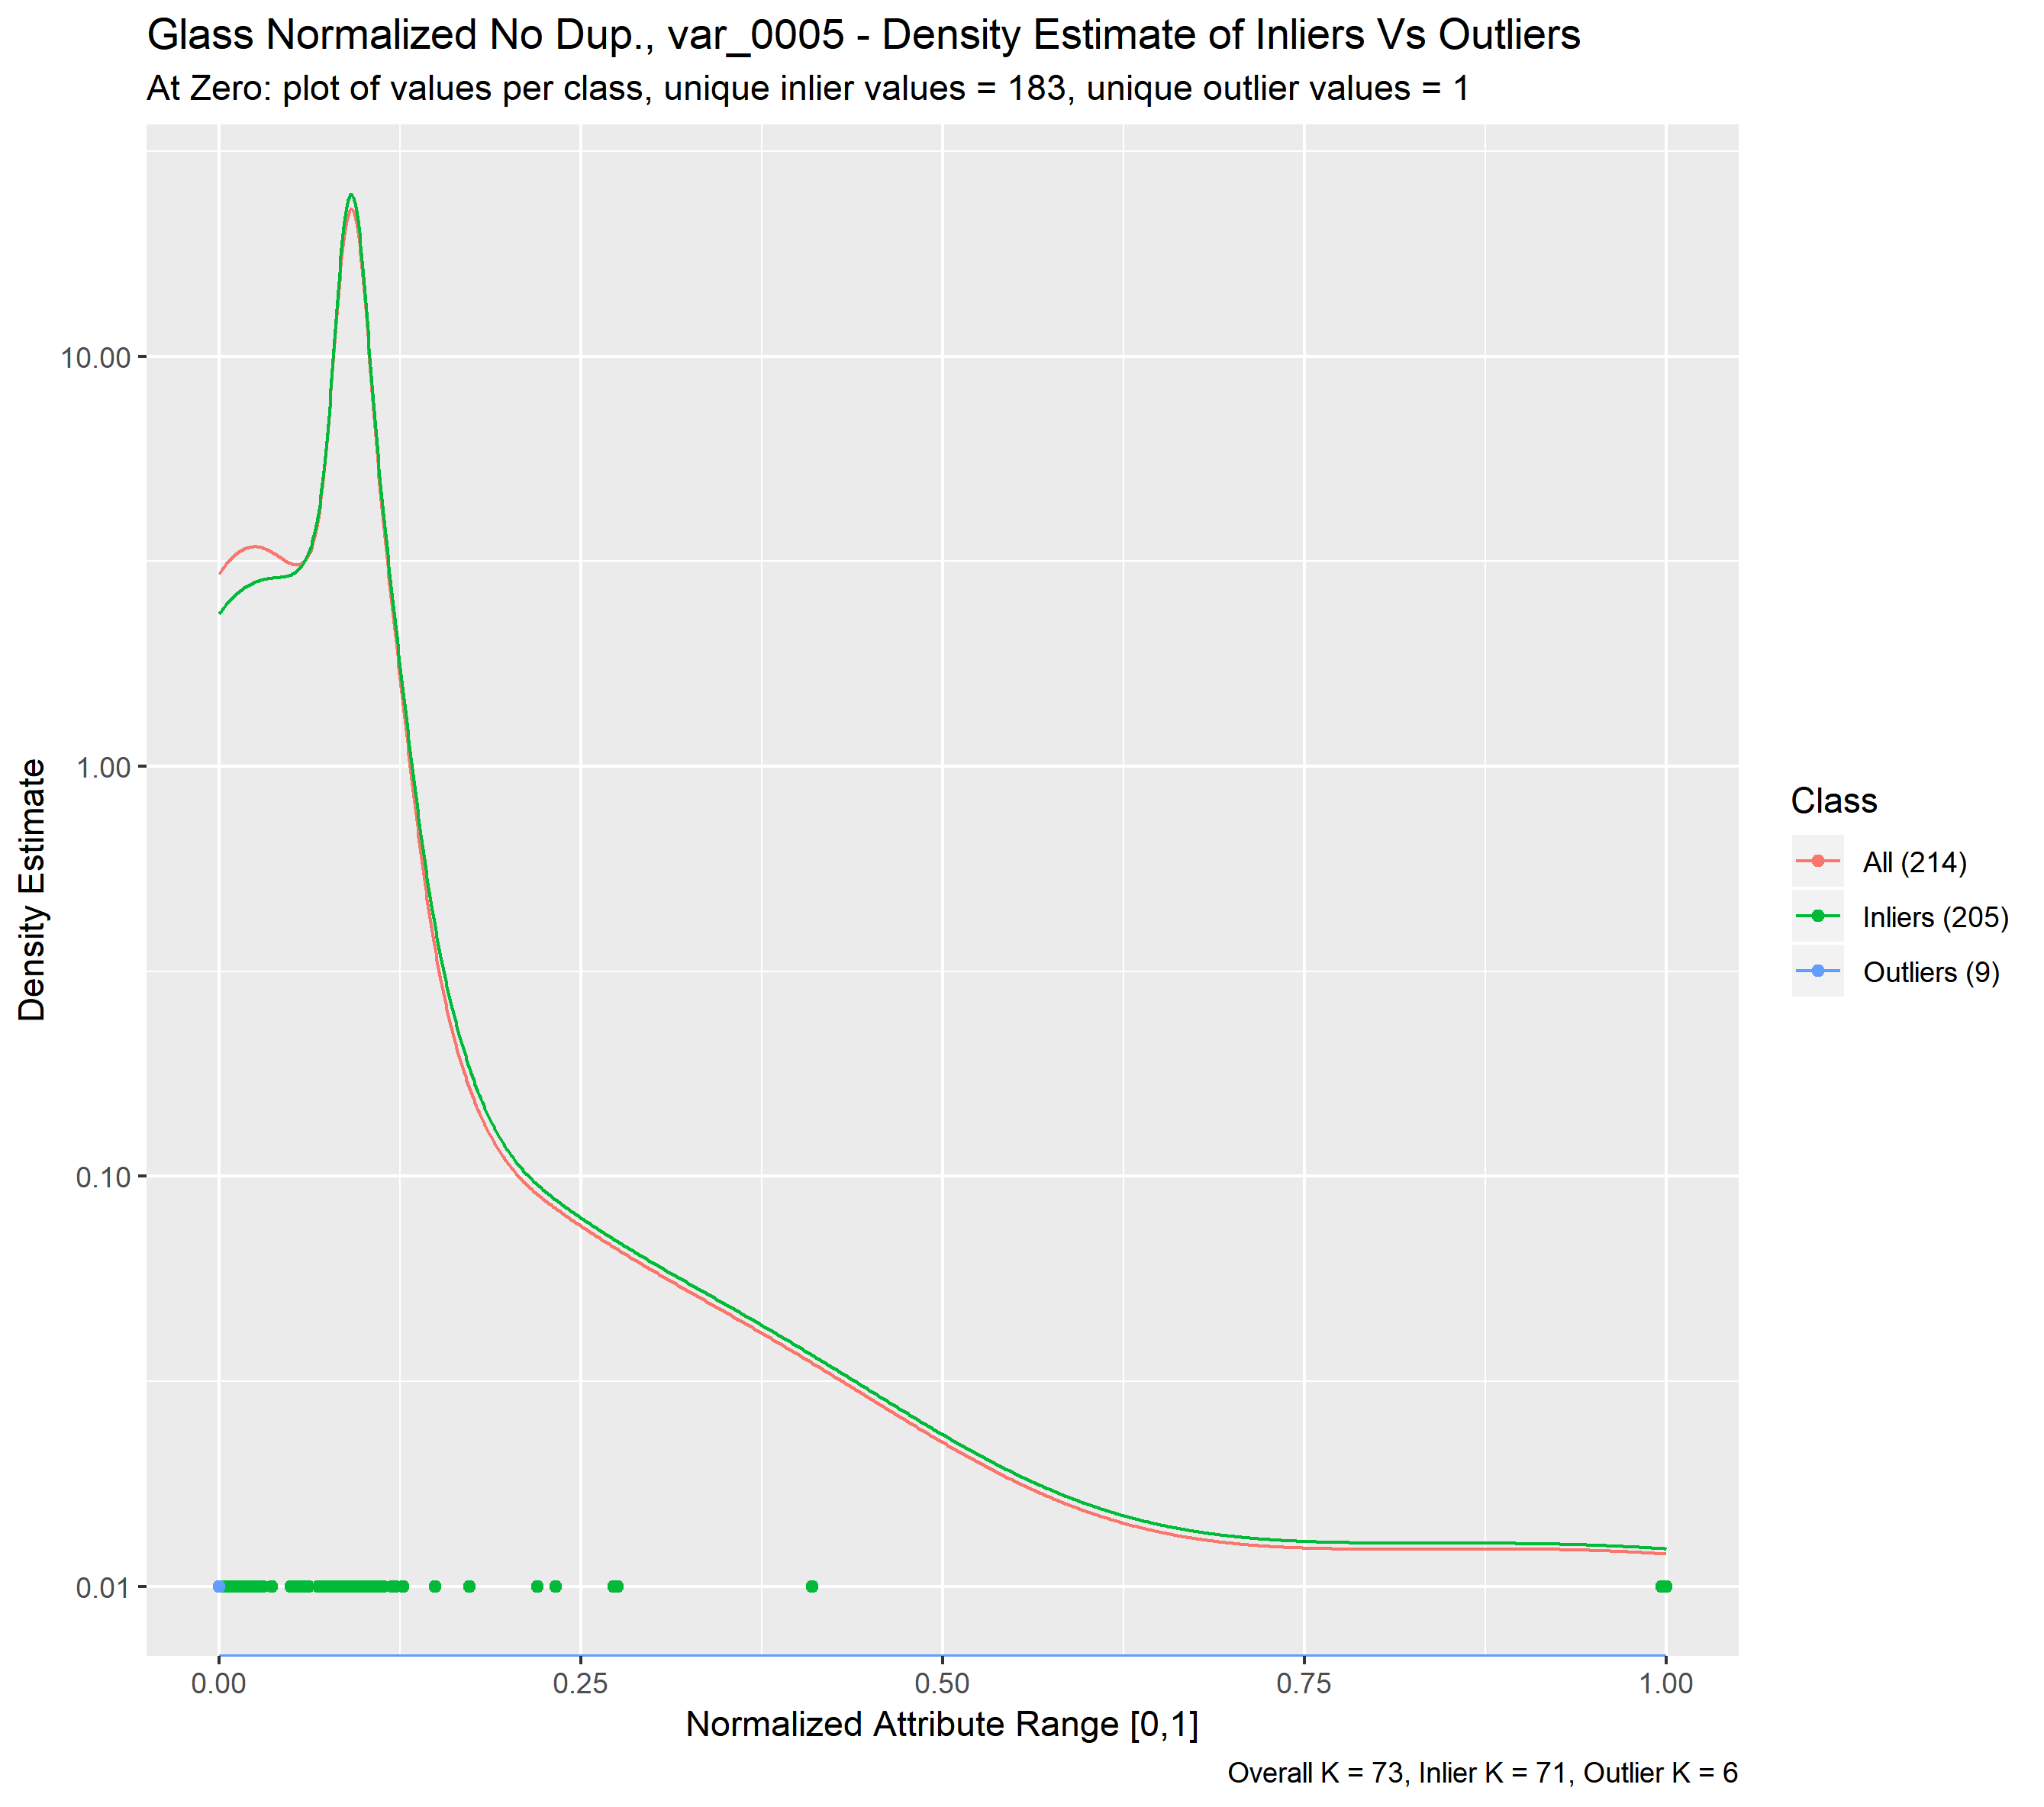 Glass Normalized No Dup., var_0005 - Density Estimate of Inliers Vs Outliers
At Zero: plot of values per class, unique inlier values = 183, unique outlier values = 1
Density Estimate
10.00
1.00
0.10
0.01
0.00 0.25 0.50 0.75 1.00
Normalized Attribute Range [0,1]
Overall K = 73, Inlier K = 71, Outlier K = 6
Class
All (214)
Inliers (205)
Outliers (9)